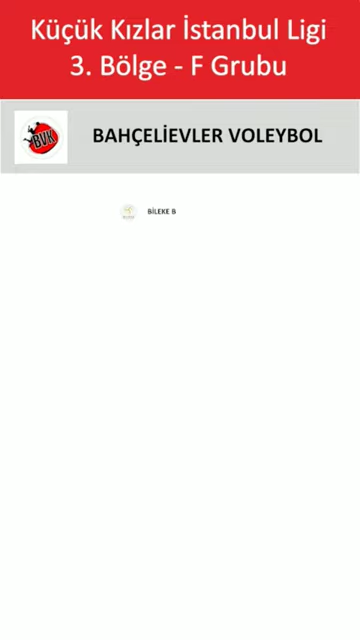 Küçük Kızlar İstanbul Ligi
3. Bölge - F Grubu
BVK
BAHÇELİEVLER VOLEYBOL
BİLEKE B